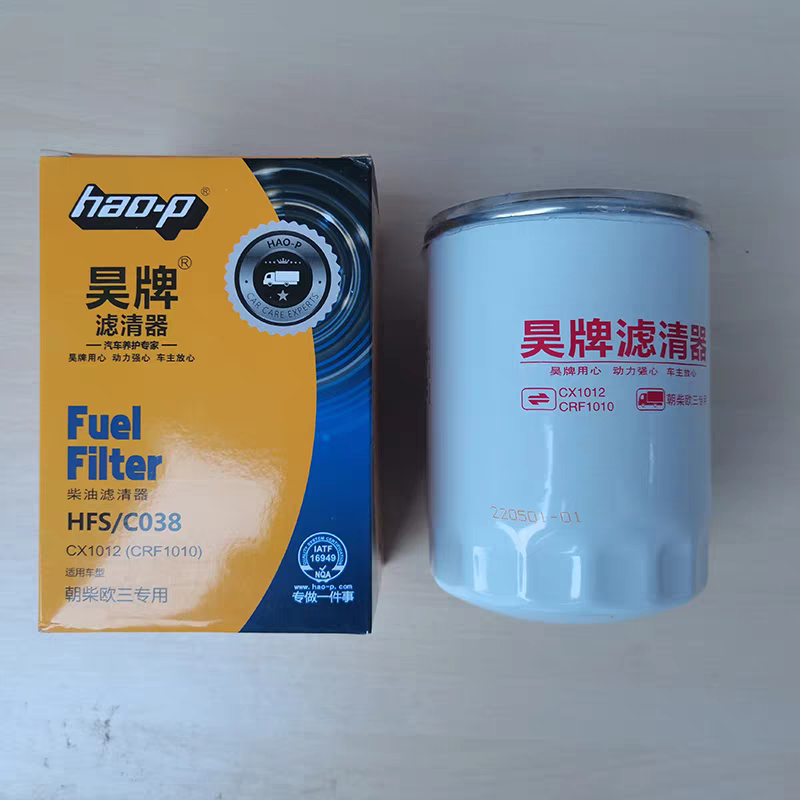 hao-p®
昊牌®
滤清器
汽车养护专家
昊牌用心 动力强心 车主放心
HAO-P
CAR CARE EXPERTS
Fuel
Filter
柴油滤清器
HFS/C038
CX1012 (CRF1010)
适用车型
朝柴欧三专用
QUALITY SYSTEM CERTIFICATION
IATF
16949
NQA
www.hao-p.com
专做一件事
昊牌滤清器
昊牌用心 动力强心 车主放心
CX1012
CRF1010
朝柴欧三专用
220501-01